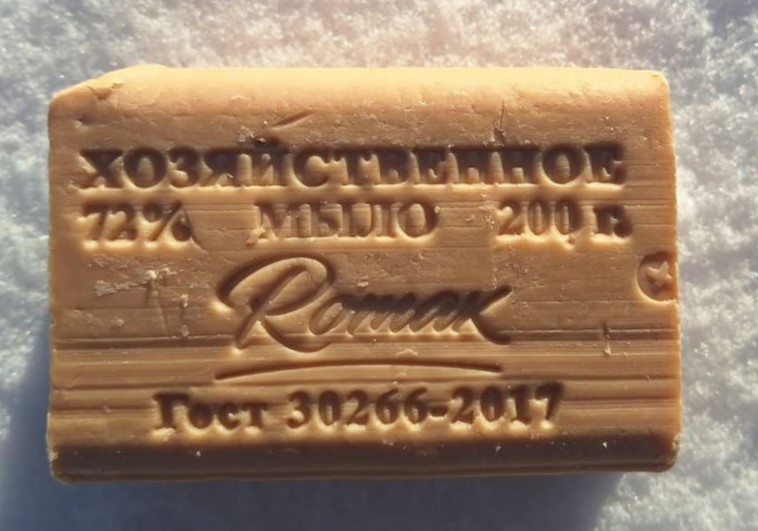 ХОЗЯЙСТВЕННОЕ
72% МЫЛО 200 г.
Romax
Гост 30266-2017